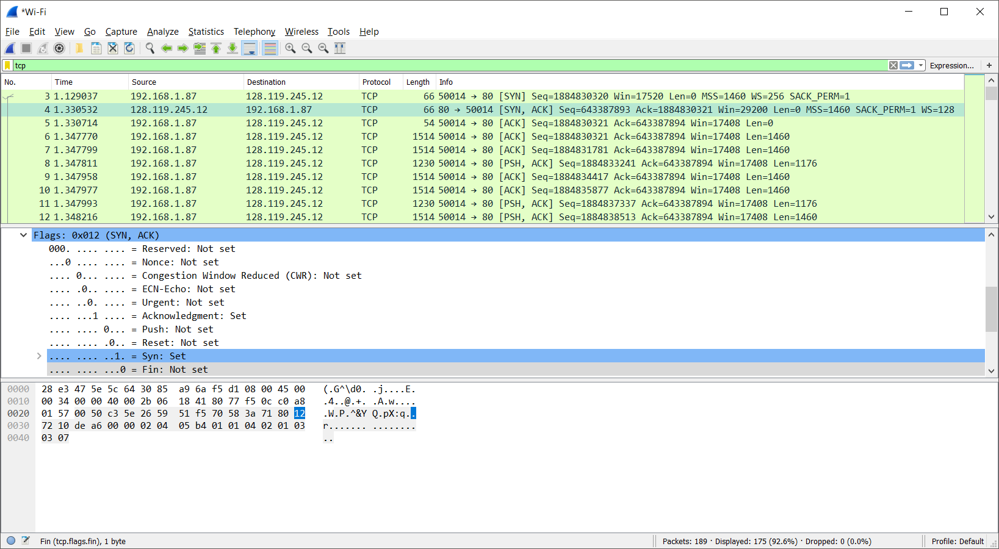 *Wi-Fi
File Edit View Go Capture Analyze Statistics Telephony Wireless Tools Help
tcp Expression... +
No. Time Source Destination Protocol Length Info
3 1.129037 192.168.1.87 128.119.245.12 TCP 66 50014 → 80 [SYN] Seq=1884830320 Win=17520 Len=0 MSS=1460 WS=256 SACK_PERM=1
4 1.330532 128.119.245.12 192.168.1.87 TCP 66 80 → 50014 [SYN, ACK] Seq=643387893 Ack=1884830321 Win=29200 Len=0 MSS=1460 SACK_PERM=1 WS=128
5 1.330714 192.168.1.87 128.119.245.12 TCP 54 50014 → 80 [ACK] Seq=1884830321 Ack=643387894 Win=17408 Len=0
6 1.347770 192.168.1.87 128.119.245.12 TCP 1514 50014 → 80 [ACK] Seq=1884830321 Ack=643387894 Win=17408 Len=1460
7 1.347799 192.168.1.87 128.119.245.12 TCP 1514 50014 → 80 [ACK] Seq=1884831781 Ack=643387894 Win=17408 Len=1460
8 1.347811 192.168.1.87 128.119.245.12 TCP 1230 50014 → 80 [PSH, ACK] Seq=1884833241 Ack=643387894 Win=17408 Len=1176
9 1.347958 192.168.1.87 128.119.245.12 TCP 1514 50014 → 80 [ACK] Seq=1884834417 Ack=643387894 Win=17408 Len=1460
10 1.347977 192.168.1.87 128.119.245.12 TCP 1514 50014 → 80 [ACK] Seq=1884835877 Ack=643387894 Win=17408 Len=1460
11 1.347993 192.168.1.87 128.119.245.12 TCP 1230 50014 → 80 [PSH, ACK] Seq=1884837337 Ack=643387894 Win=17408 Len=1176
12 1.348216 192.168.1.87 128.119.245.12 TCP 1514 50014 → 80 [PSH, ACK] Seq=1884838513 Ack=643387894 Win=17408 Len=1460
Flags: 0x012 (SYN, ACK)
000. .... .... = Reserved: Not set
...0 .... .... = Nonce: Not set
.... 0... .... = Congestion Window Reduced (CWR): Not set
.... .0.. .... = ECN-Echo: Not set
.... ..0. .... = Urgent: Not set
.... ...1 .... = Acknowledgment: Set
.... .... 0... = Push: Not set
.... .... .0.. = Reset: Not set
.... .... ..1. = Syn: Set
.... .... ...0 = Fin: Not set
0000 28 e3 47 5e 5c 64 30 85 a9 6a f5 d1 08 00 45 00 (.G^\d0. .j....E.
0010 00 34 00 00 40 00 2b 06 18 41 80 77 f5 0c c0 a8 .4..@.+. .A.w....
0020 01 57 00 50 c3 5e 26 59 51 f5 70 58 3a 71 80 12 .W.P.^&Y Q.pX:q..
0030 72 10 de a6 00 00 02 04 05 b4 01 01 04 02 01 03 r....... ........
0040 03 07 ..
Fin (tcp.flags.fin), 1 byte Packets: 189 · Displayed: 175 (92.6%) · Dropped: 0 (0.0%) Profile: Default